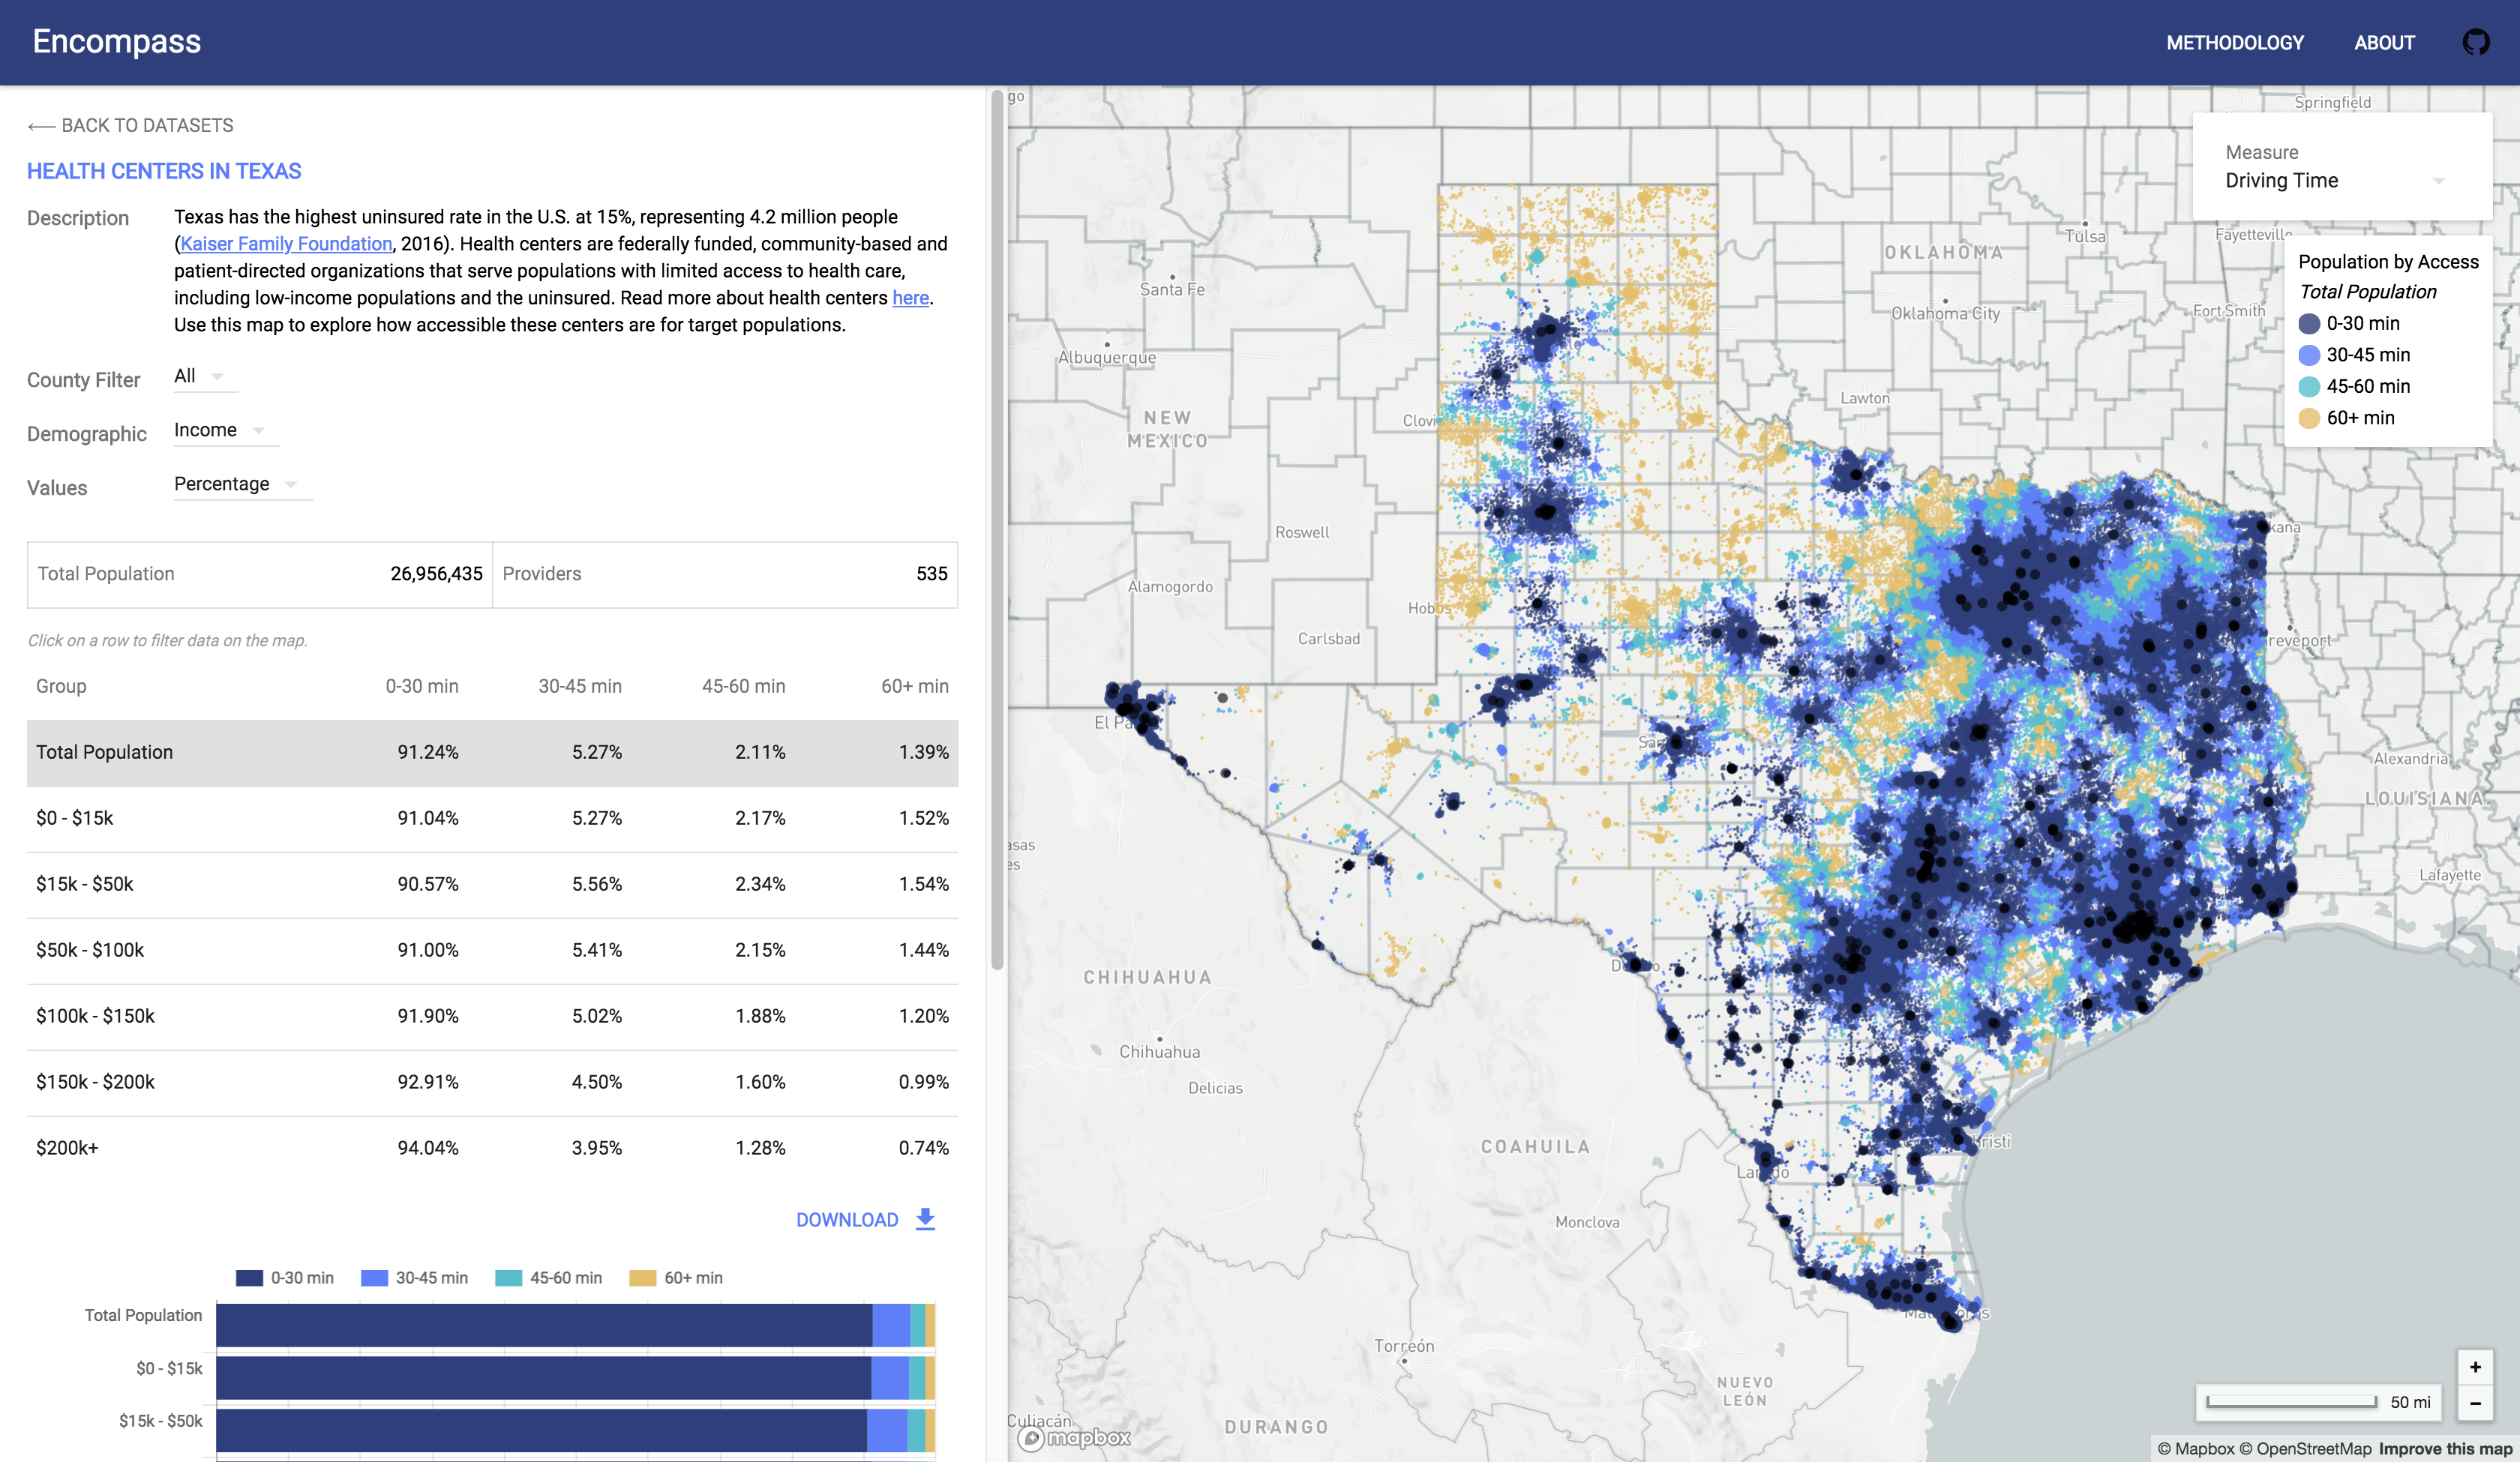 Encompass
METHODOLOGY
ABOUT
BACK TO DATASETS
HEALTH CENTERS IN TEXAS
Description
Texas has the highest uninsured rate in the U.S. at 15%, representing 4.2 million people
(Kaiser Family Foundation, 2016). Health centers are federally funded, community-based and
patient-directed organizations that serve populations with limited access to health care,
including low-income populations and the uninsured. Read more about health centers here.
Use this map to explore how accessible these centers are for target populations.
County Filter All
Demographic Income
Values Percentage
Total Population 26,956,435 Providers 535
Click on a row to filter data on the map.
Group 0-30 min 30-45 min 45-60 min 60+ min
Total Population 91.24% 5.27% 2.11% 1.39%
$0 - $15k 91.04% 5.27% 2.17% 1.52%
$15k - $50k 90.57% 5.56% 2.34% 1.54%
$50k - $100k 91.00% 5.41% 2.15% 1.44%
$100k - $150k 91.90% 5.02% 1.88% 1.20%
$150k - $200k 92.91% 4.50% 1.60% 0.99%
$200k+ 94.04% 3.95% 1.28% 0.74%
DOWNLOAD
0-30 min 30-45 min 45-60 min 60+ min
Total Population
$0 - $15k
$15k - $50k
Measure
Driving Time
Population by Access
Total Population
0-30 min
30-45 min
45-60 min
60+ min
go
Springfield
Fayetteville
Tulsa
OKLAHOMA
Santa Fe
Oklahoma City
Fort Smith
Albuquerque
Lawton
NEW
MEXICO
Clovi
Roswell
kana
Alamogordo
Hobbs
Carlsbad
reveport
El Pa
Sa
Alexandria
LOUISIANA
asas
es
Lafayette
D
o
CHIHUAHUA
Chihuahua
Delicias
COAHUILA
risti
Laredo
Monclova
Torreón
NUEVO
LEÓN
Culiacán
DURANGO
mapbox
50 mi
+
−
© Mapbox © OpenStreetMap Improve this map